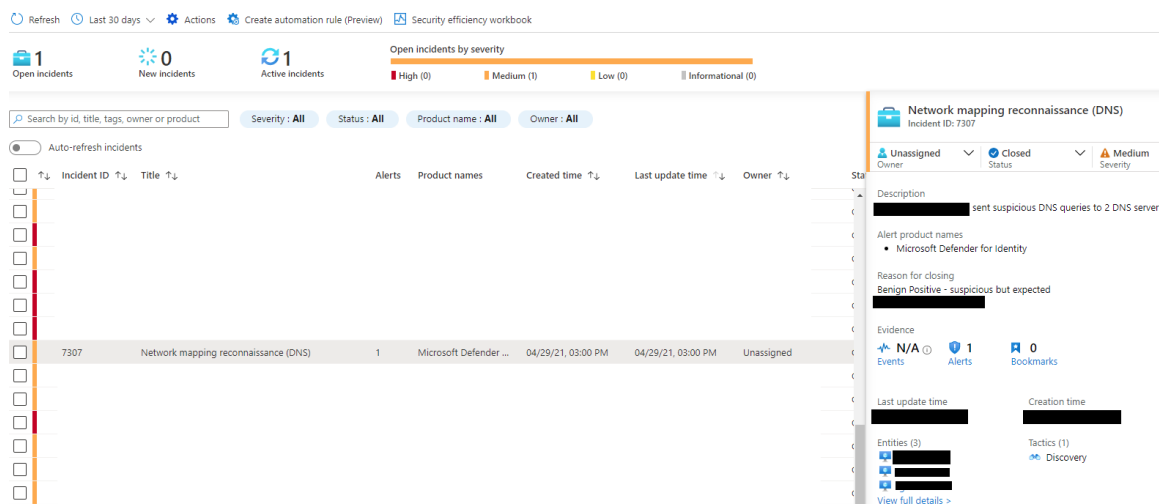 Refresh Last 30 days Actions Create automation rule (Preview) Security efficiency workbook
1 Open incidents
0 New incidents
1 Active incidents
Open incidents by severity
High (0) Medium (1) Low (0) Informational (0)
Search by id, title, tags, owner or product Severity : All Status : All Product name : All Owner : All
Auto-refresh incidents
Incident ID Title Alerts Product names Created time Last update time Owner Sta
7307 Network mapping reconnaissance (DNS) 1 Microsoft Defender ... 04/29/21, 03:00 PM 04/29/21, 03:00 PM Unassigned
Network mapping reconnaissance (DNS)
Incident ID: 7307
Unassigned Closed Medium
Owner Status Severity
Description
sent suspicious DNS queries to 2 DNS server
Alert product names
• Microsoft Defender for Identity
Reason for closing
Benign Positive - suspicious but expected
Evidence
N/A 1 0
Events Alerts Bookmarks
Last update time Creation time
Entities (3) Tactics (1)
Discovery
View full details >